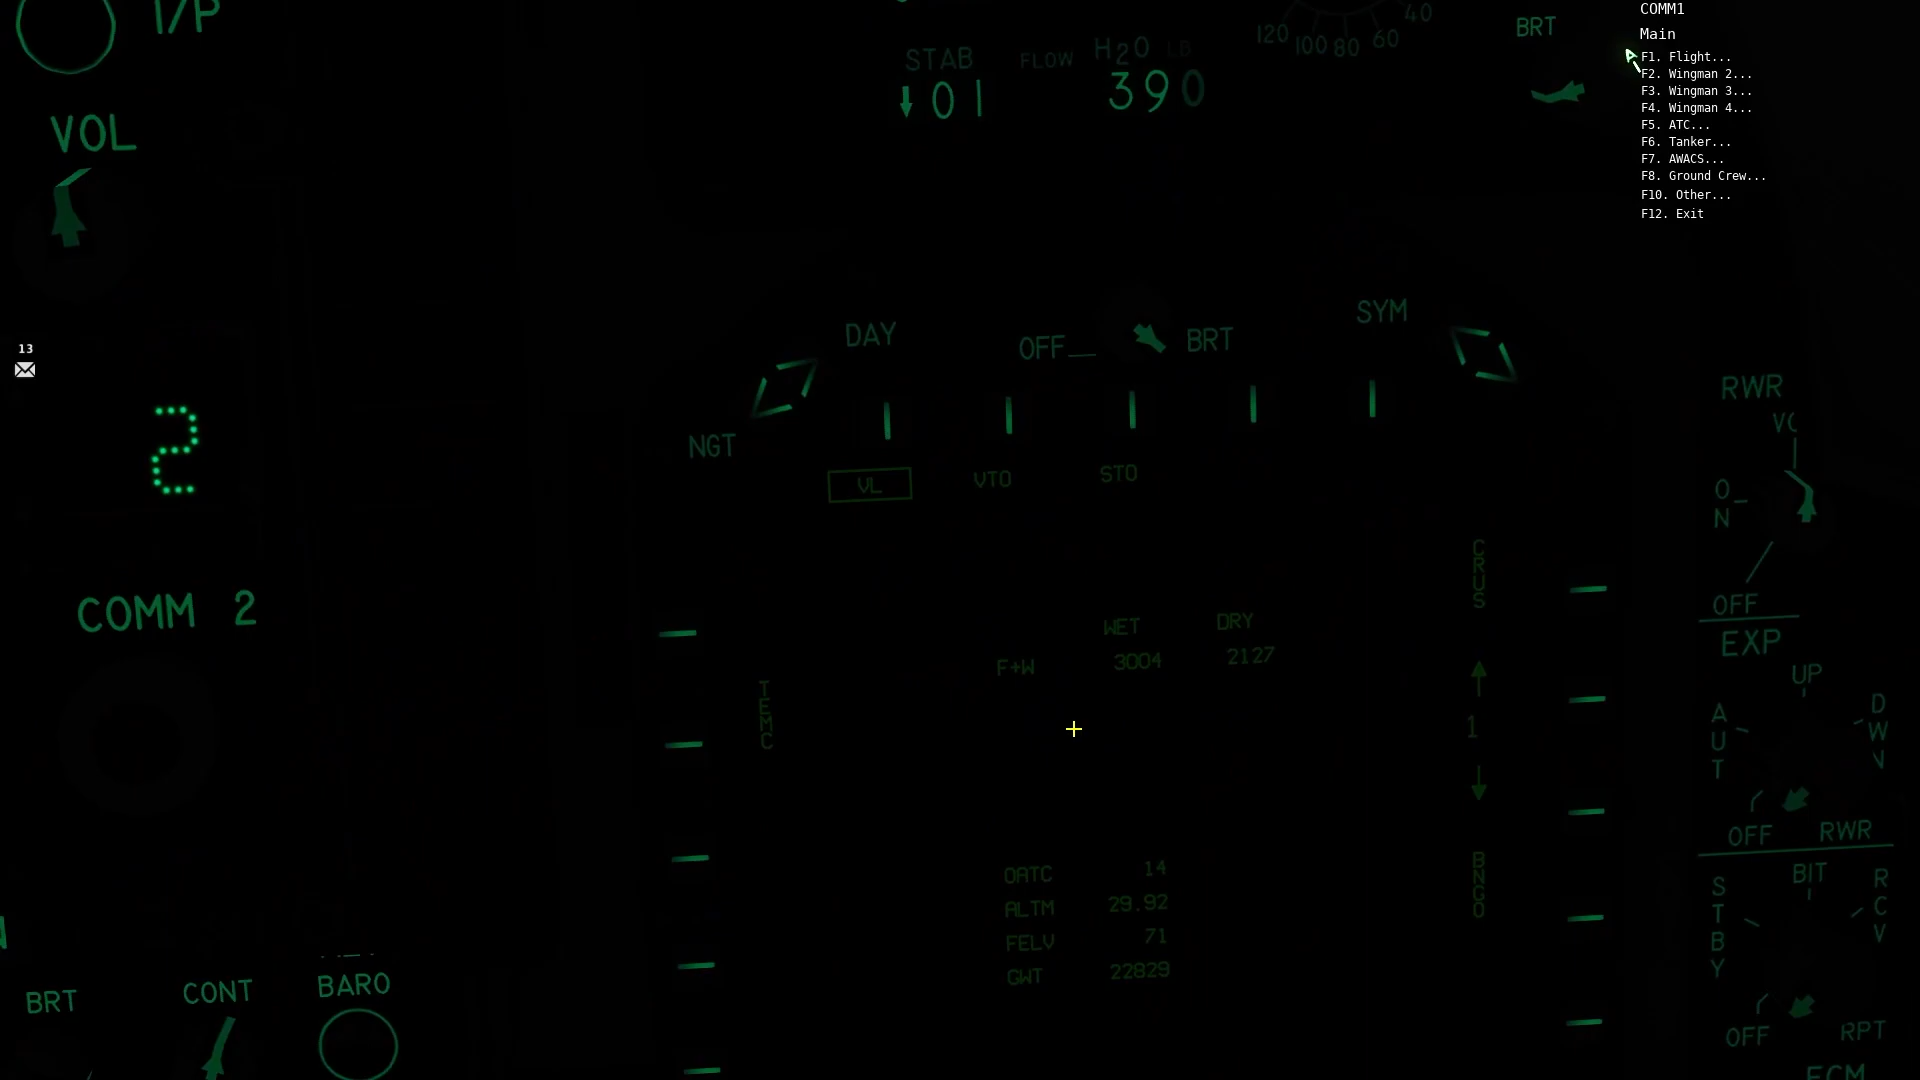 I/P
VOL
13
2
COMM 2
BRT
CONT
BARO
STAB
01
FLOW
H2O LB
390
120 100 80 60 40
BRT
COMM1
Main
F1. Flight...
F2. Wingman 2...
F3. Wingman 3...
F4. Wingman 4...
F5. ATC...
F6. Tanker...
F7. AWACS...
F8. Ground Crew...
F10. Other...
F12. Exit
DAY
OFF
BRT
SYM
NGT
VL
VTO
STO
CRUS
WET
DRY
F+W
3004
2127
TEMC
1
BNGO
OATC 14
ALTM 29.92
FELV 71
GWT 22829
RWR
ON
OFF
EXP
UP
AUT
DWN
OFF
RWR
BIT
STBY
RCV
OFF
RPT
ECM